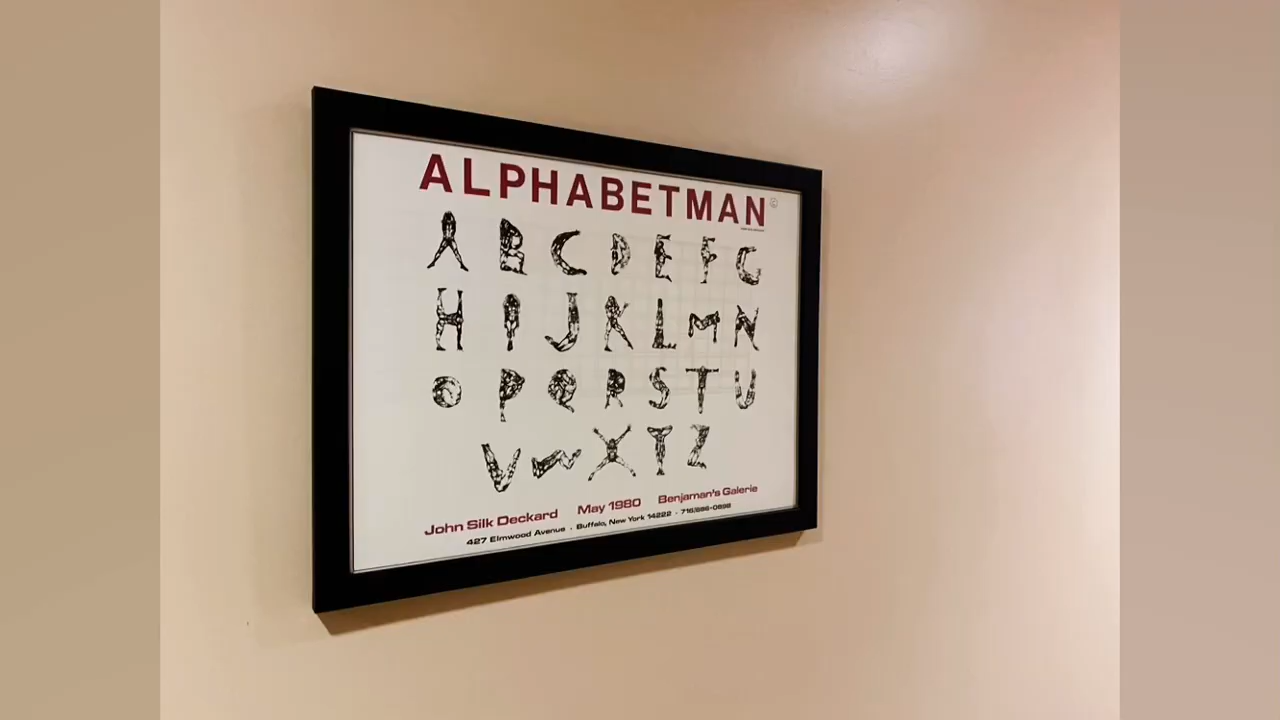 ALPHABETMAN©
A B C D E F G
H I J K L M N
O P Q R S T U
V W X Y Z
John Silk Deckard May 1980 Benjaman's Galerie
427 Elmwood Avenue · Buffalo, New York 14222 · 716/886-0898